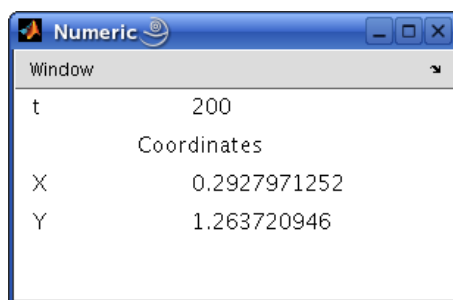 Numeric
Window
t 200
Coordinates
X 0.2927971252
Y 1.263720946